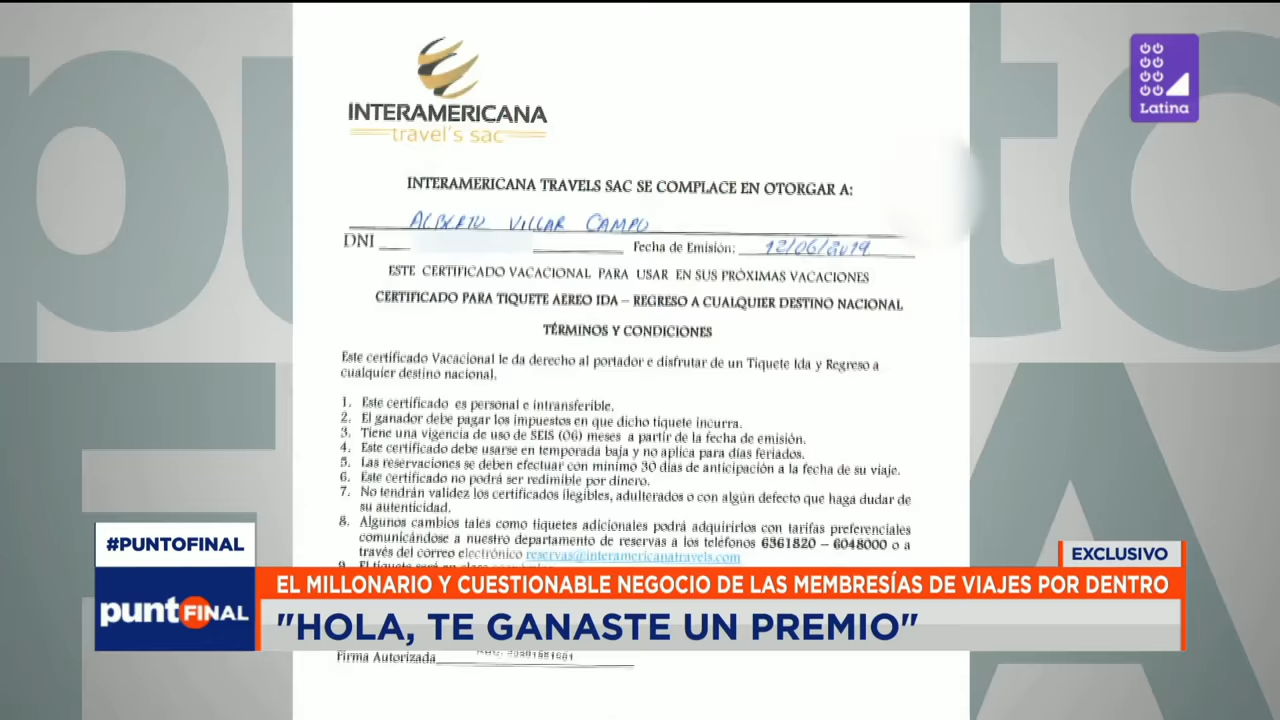 Latina
INTERAMERICANA
travel's sac
INTERAMERICANA TRAVELS SAC SE COMPLACE EN OTORGAR A:
ALBERTO VILLAR CAMPO
DNI
Fecha de Emisión: 12/06/2019
ESTE CERTIFICADO VACACIONAL PARA USAR EN SUS PRÓXIMAS VACACIONES
CERTIFICADO PARA TIQUETE AEREO IDA – REGRESO A CUALQUIER DESTINO NACIONAL
TÉRMINOS Y CONDICIONES
Este certificado Vacacional le da derecho al portador e disfrutar de un Tiquete Ida y Regreso a
cualquier destino nacional.
1. Este certificado es personal e intransferible.
2. El ganador debe pagar los impuestos en que dicho tiquete incurra.
3. Tiene una vigencia de uso de SEIS (06) meses a partir de la fecha de emisión.
4. Este certificado debe usarse en temporada baja y no aplica para días feriados.
5. Las reservaciones se deben efectuar con mínimo 30 días de anticipación a la fecha de su viaje.
6. Este certificado no podrá ser redimible por dinero.
7. No tendrán validez los certificados ilegibles, adulterados o con algún defecto que haga dudar de
su autenticidad.
8. Algunos cambios tales como tiquetes adicionales podrá adquirirlos con tarifas preferenciales
comunicándose a nuestro departamento de reservas a los teléfonos 6361820 – 6048000 o a
través del correo electrónico reservas@interamericanatravels.com
#PUNTOFINAL
EXCLUSIVO
EL MILLONARIO Y CUESTIONABLE NEGOCIO DE LAS MEMBRESÍAS DE VIAJES POR DENTRO
punto FINAL
"HOLA, TE GANASTE UN PREMIO"
Firma Autorizada